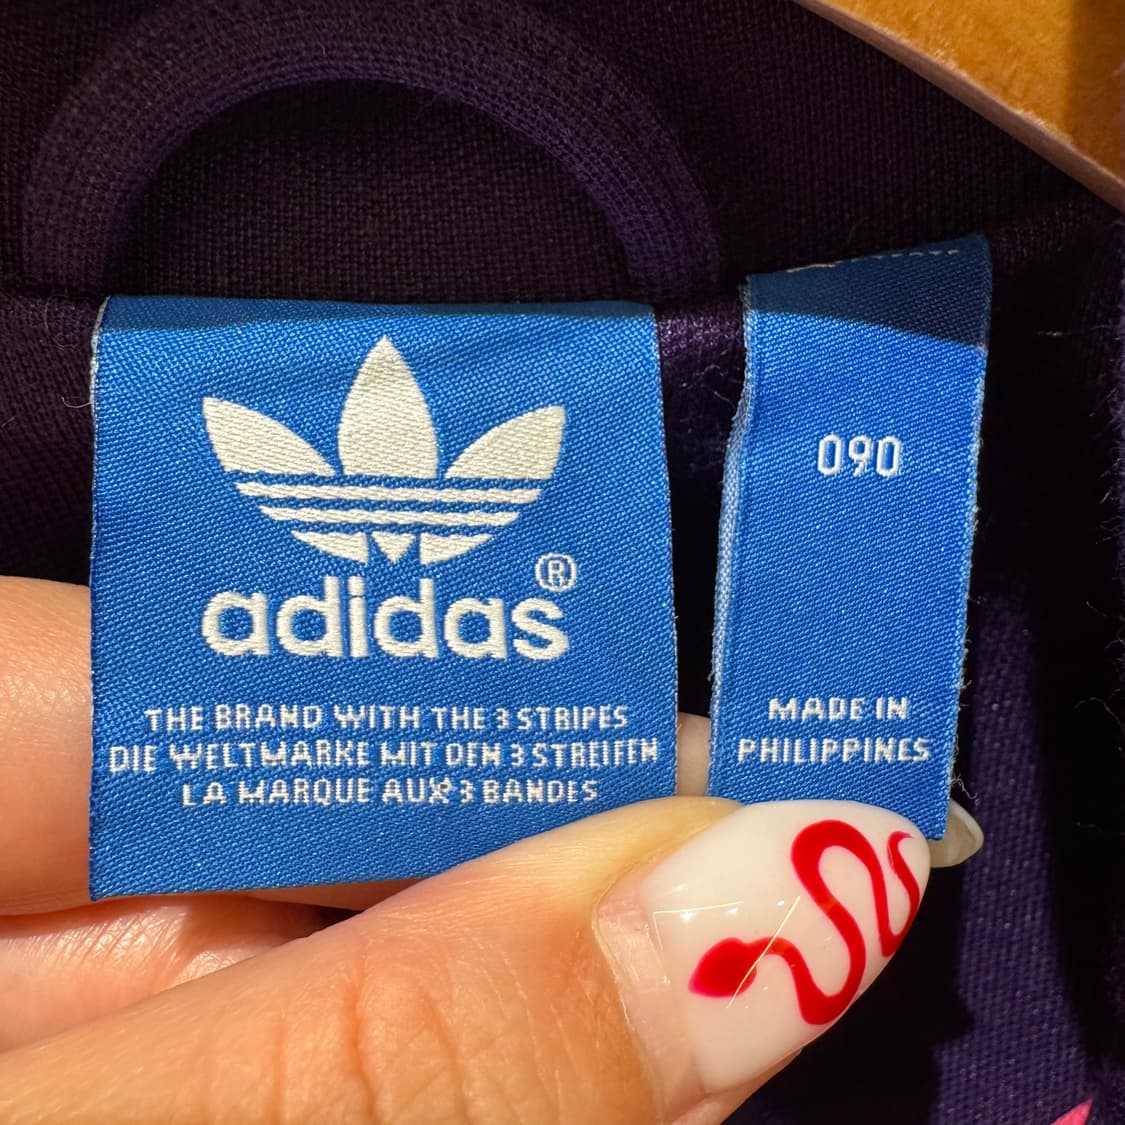 adidas®
THE BRAND WITH THE 3 STRIPES
DIE WELTMARKE MIT DEN 3 STREIFEN
LA MARQUE AUX 3 BANDES
090
MADE IN
PHILIPPINES